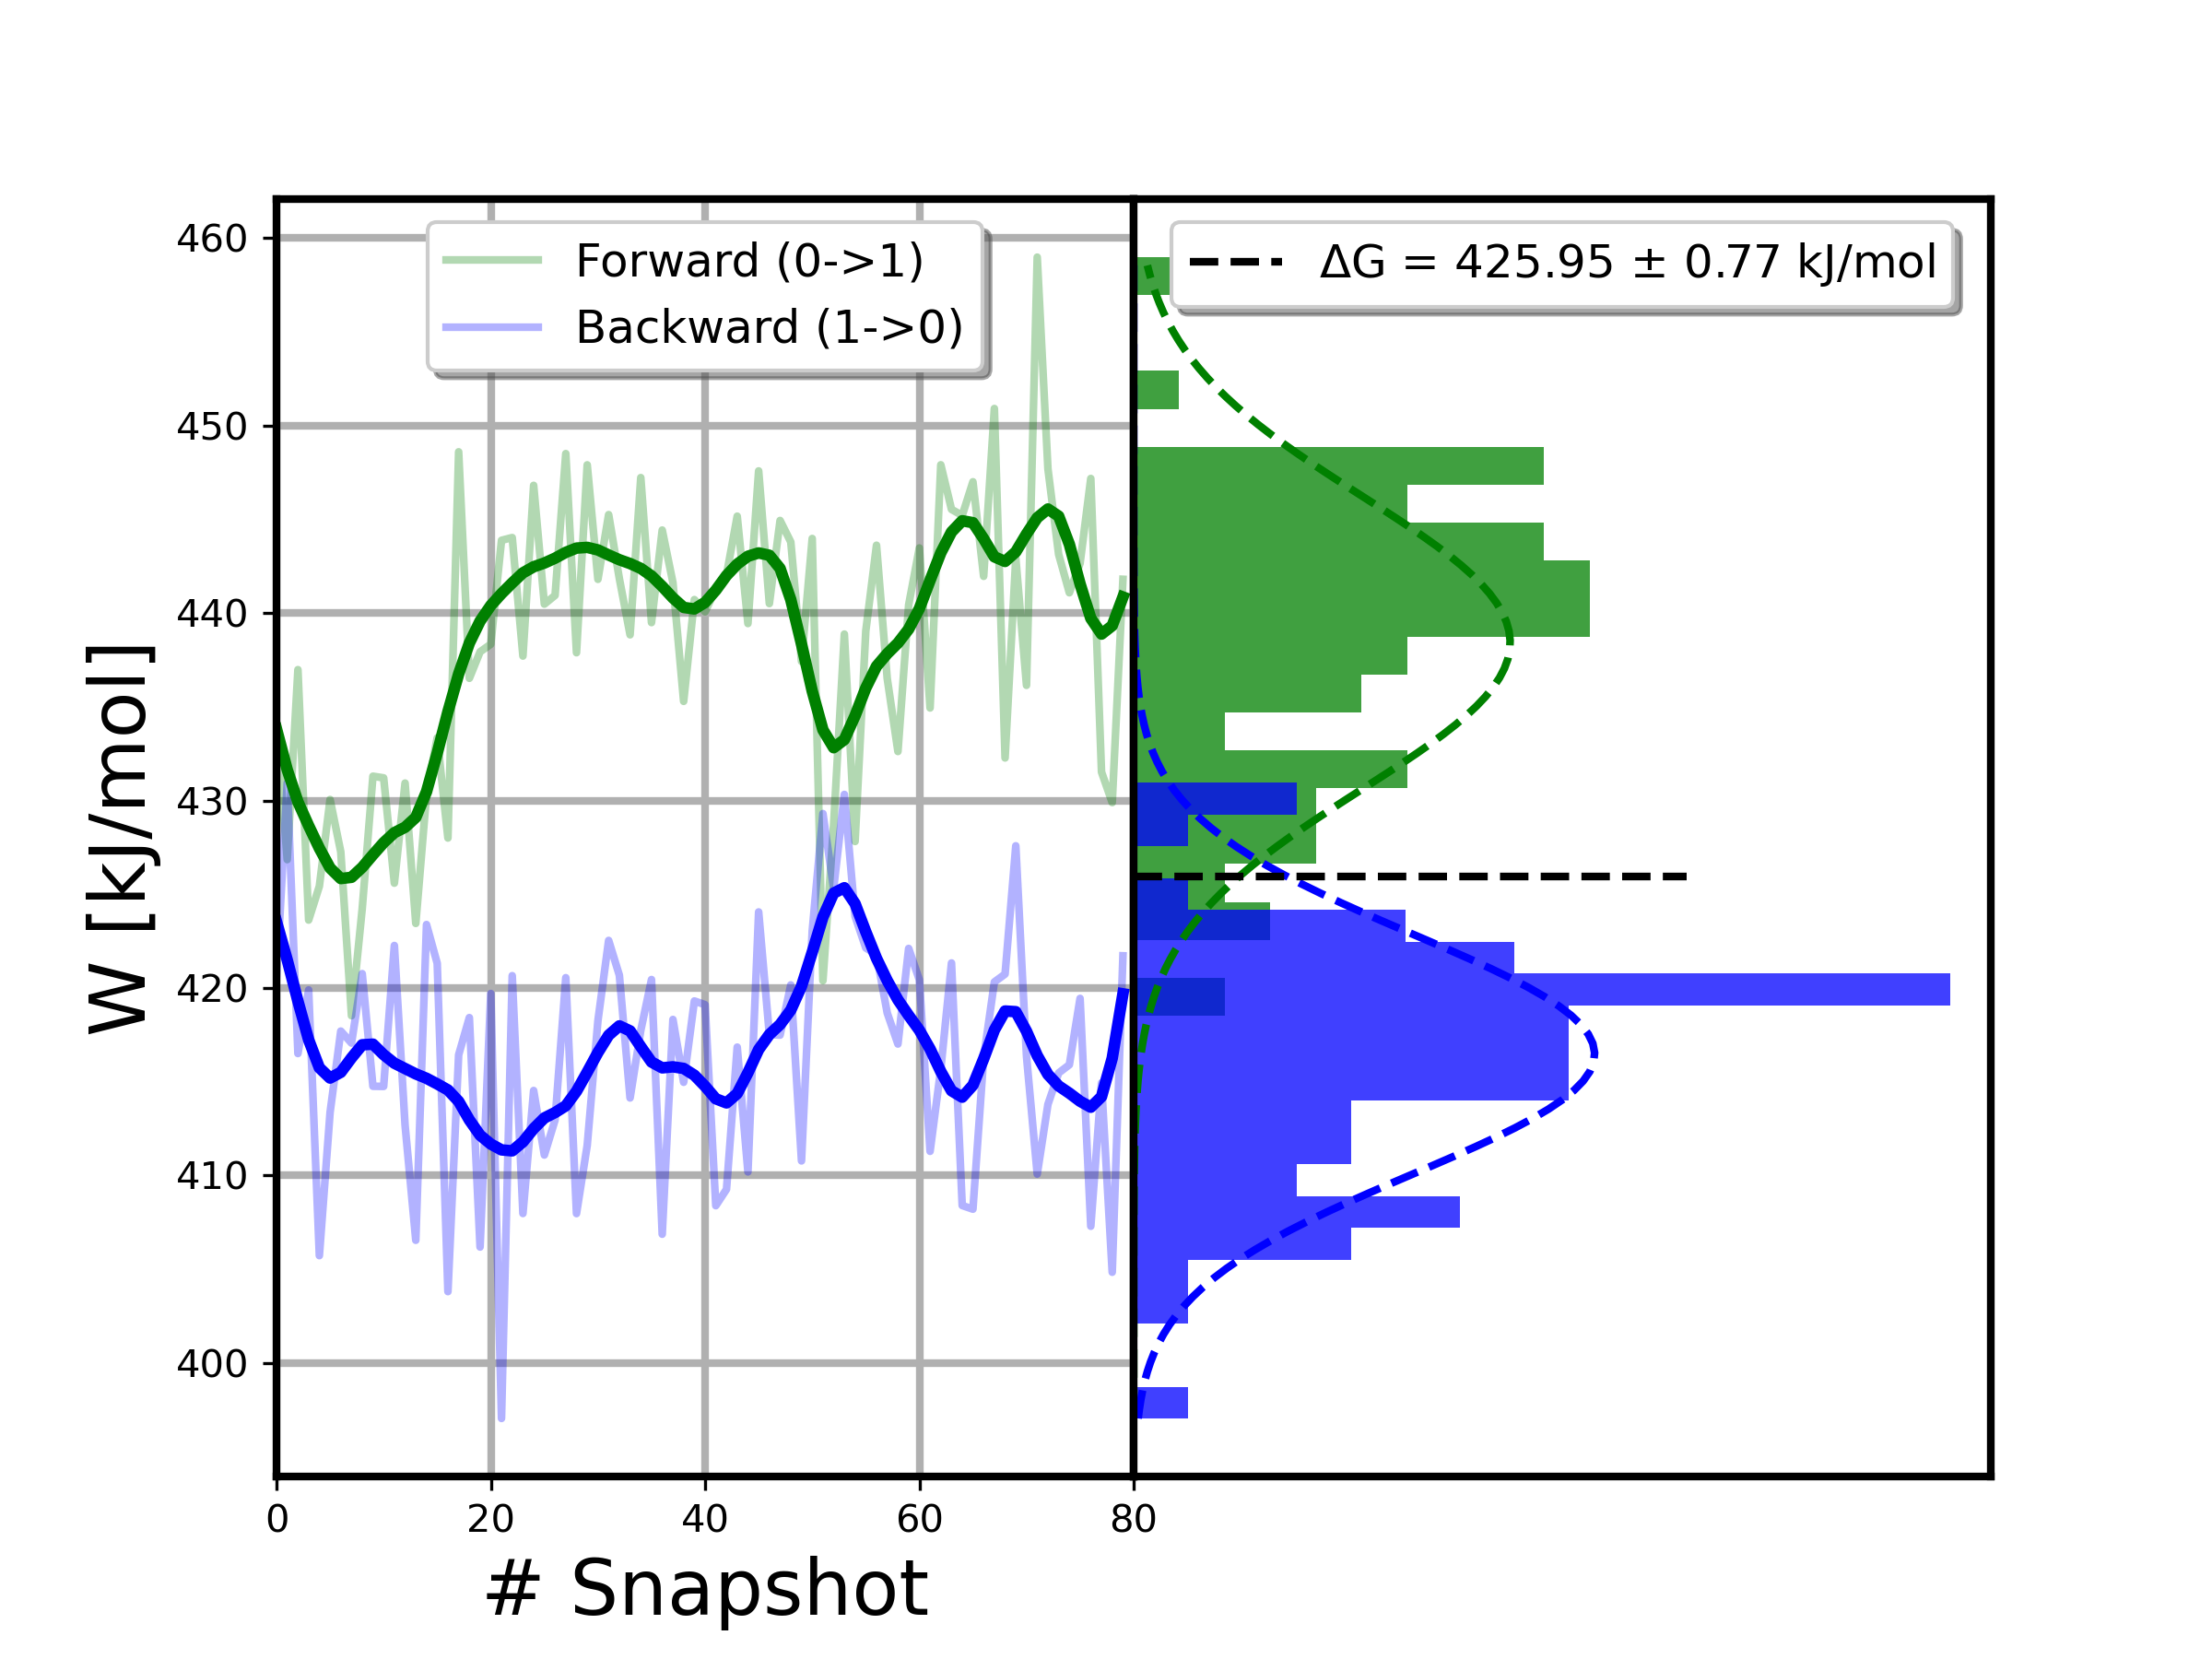 Forward (0->1)
Backward (1->0)
ΔG = 425.95 ± 0.77 kJ/mol
W [kJ/mol]
460
450
440
430
420
410
400
0 20 40 60 80
# Snapshot